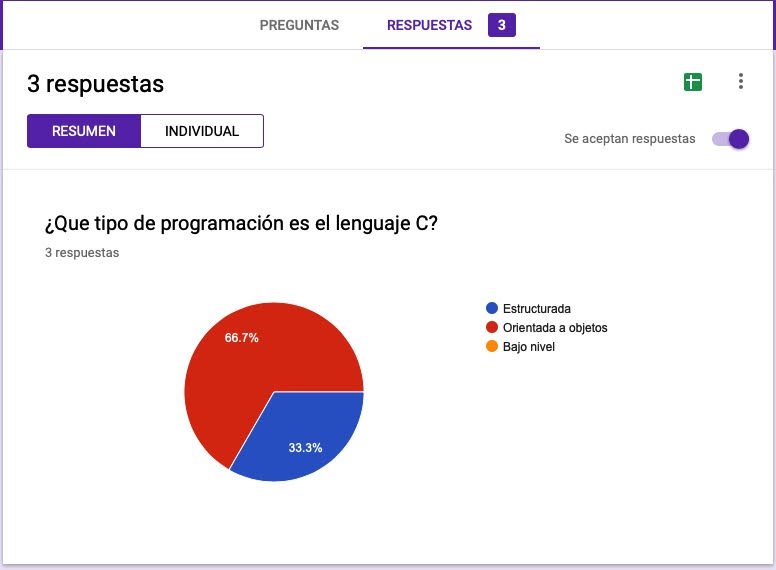 PREGUNTAS RESPUESTAS 3
3 respuestas
RESUMEN INDIVIDUAL
Se aceptan respuestas
¿Que tipo de programación es el lenguaje C?
3 respuestas
Estructurada
Orientada a objetos
Bajo nivel
66.7%
33.3%